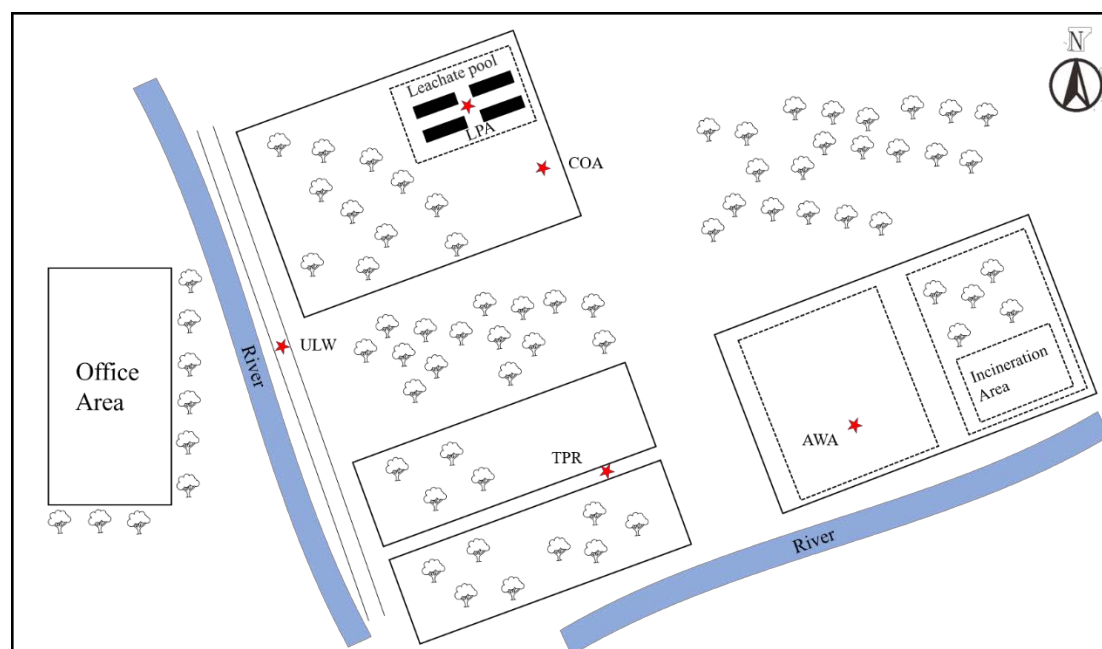 N
Leachate pool
LPA
COA
ULW
River
Office
Area
TPR
AWA
Incineration
Area
River